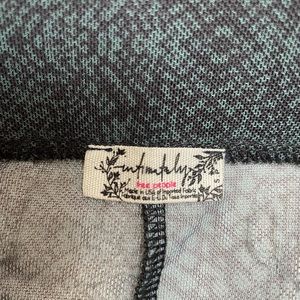 intimately
free people
Made in USA of Imported Fabric
S